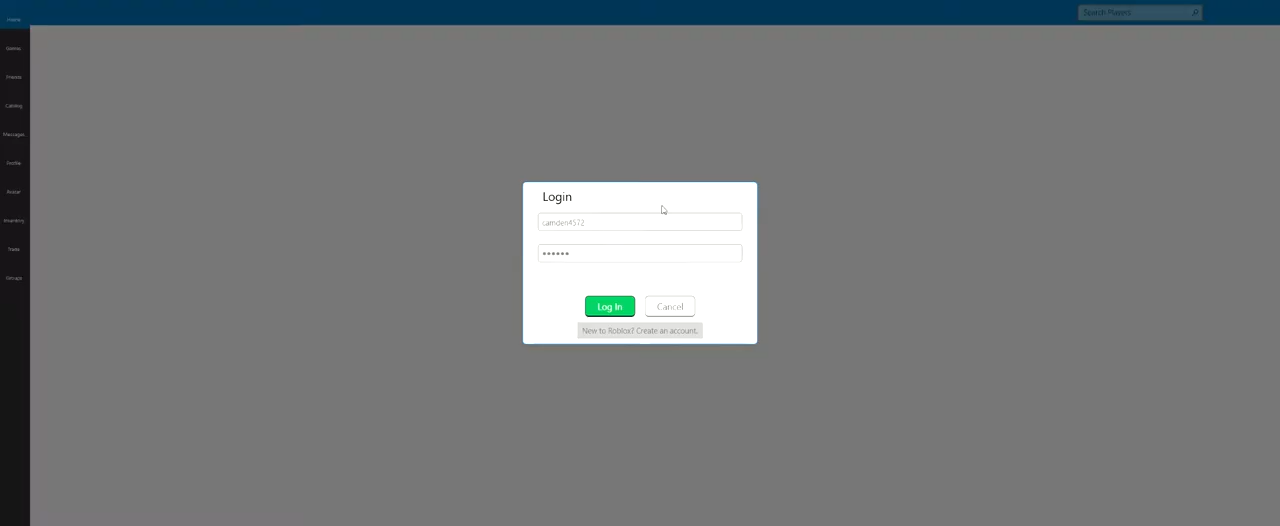 Home
Search Players
Games
Friends
Catalog
Messages
Profile
Avatar
Inventory
Trade
Groups
Login
camden4572
••••••
Log In
Cancel
New to Roblox? Create an account.